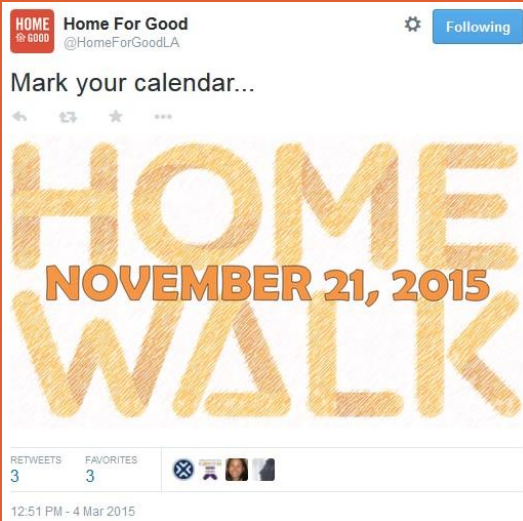 HOME
GOOD
Home For Good
@HomeForGoodLA
Following
Mark your calendar...
HOME
NOVEMBER 21, 2015
WALK
RETWEETS
3
FAVORITES
3
12:51 PM - 4 Mar 2015